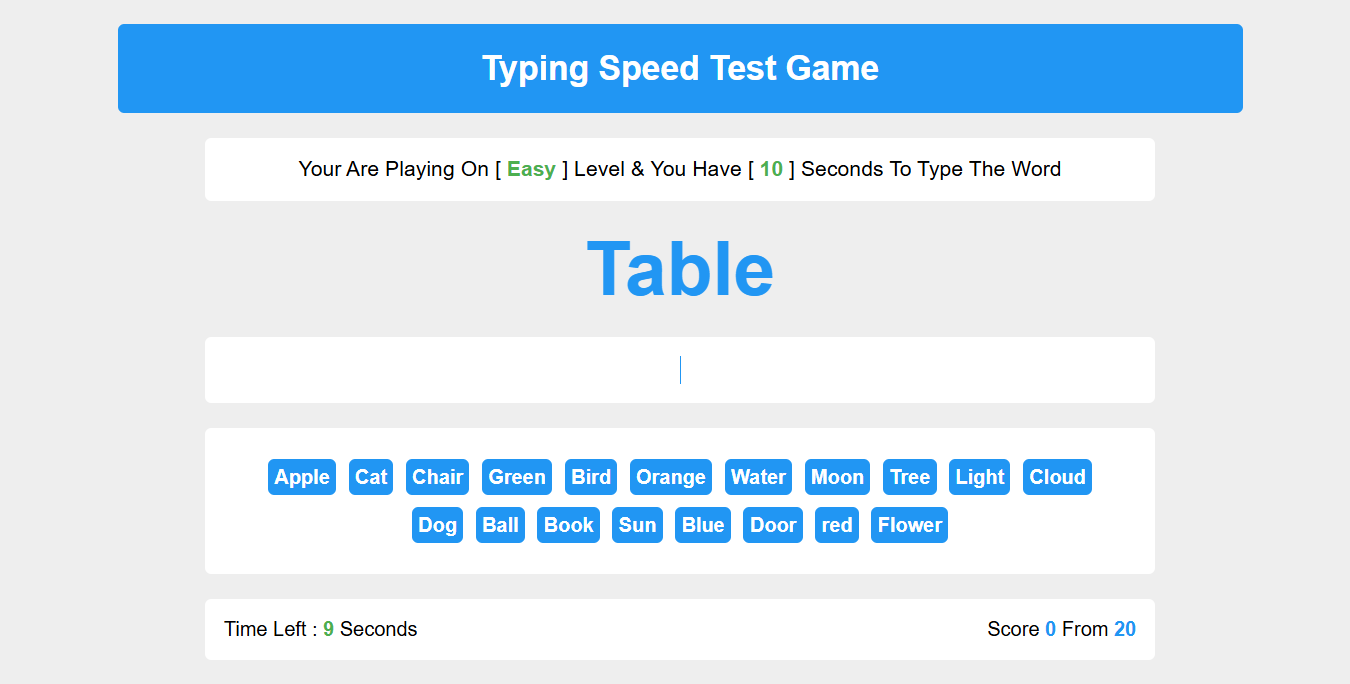 Typing Speed Test Game
Your Are Playing On [ Easy ] Level & You Have [ 10 ] Seconds To Type The Word
Table
Apple Cat Chair Green Bird Orange Water Moon Tree Light Cloud
Dog Ball Book Sun Blue Door red Flower
Time Left : 9 Seconds Score 0 From 20